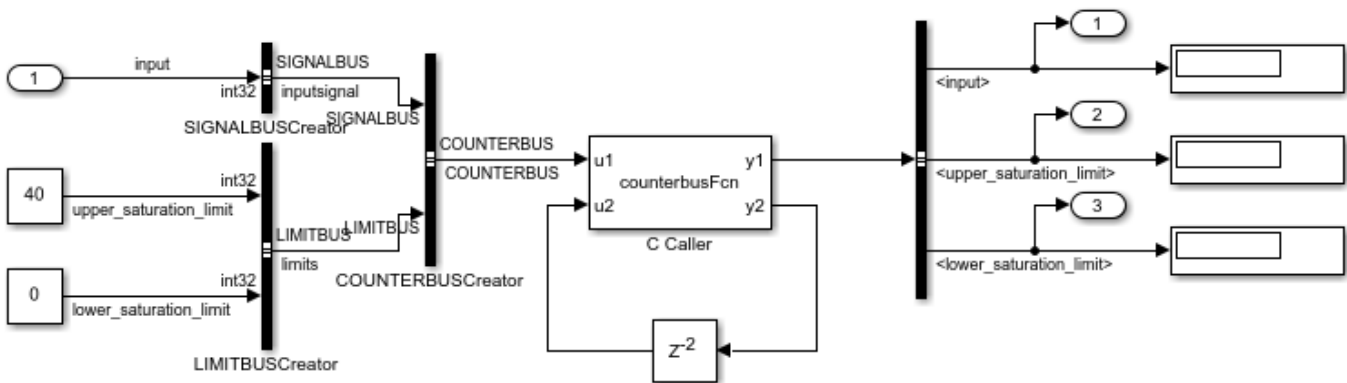 1
input
int32
SIGNALBUS
inputsignal
SIGNALBUSCreator
SIGNALBUS
40
int32
upper_saturation_limit
0
int32
lower_saturation_limit
LIMITBUS
limits
LIMITBUSCreator
LIMITBUS
COUNTERBUSCreator
COUNTERBUS
COUNTERBUS
u1
y1
counterbusFcn
u2
y2
C Caller
Z-2
1
<input>
2
<upper_saturation_limit>
3
<lower_saturation_limit>